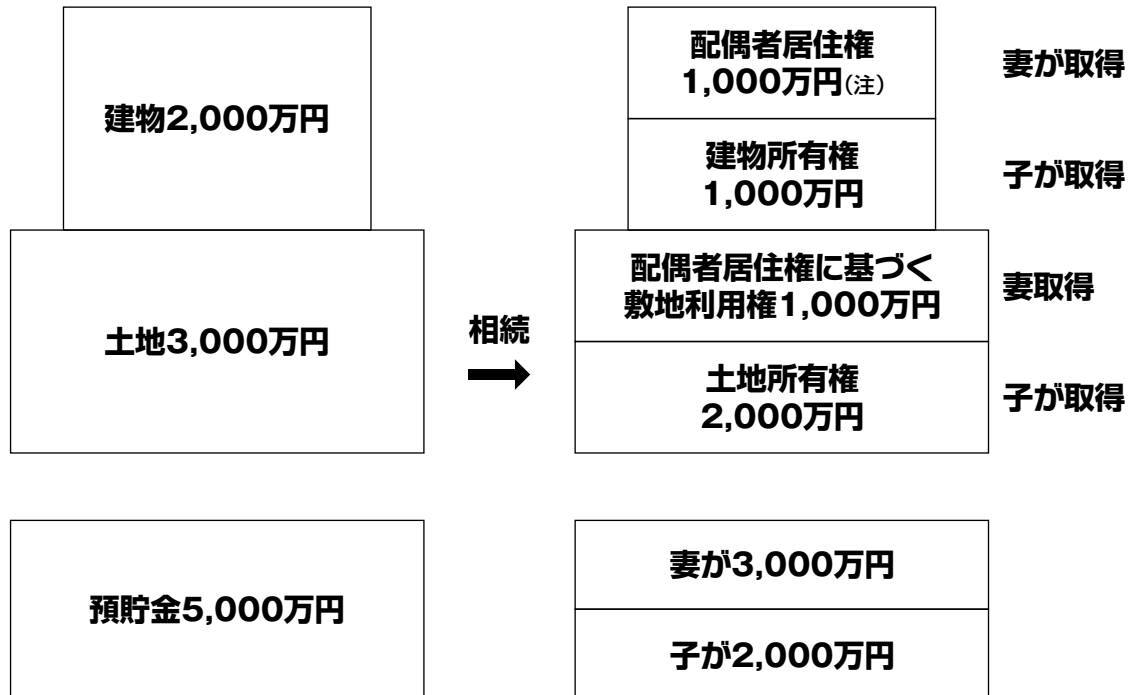 建物2,000万円
土地3,000万円
預貯金5,000万円
相続
配偶者居住権
1,000万円(注)
妻が取得
建物所有権
1,000万円
子が取得
配偶者居住権に基づく
敷地利用権1,000万円
妻取得
土地所有権
2,000万円
子が取得
妻が3,000万円
子が2,000万円